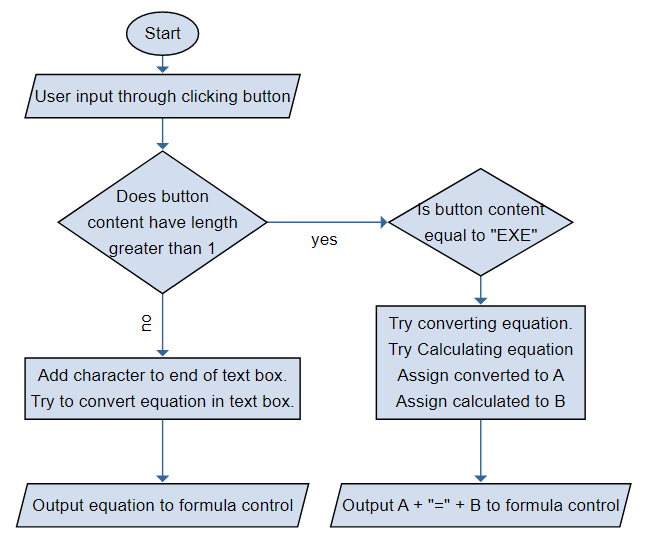 Start
User input through clicking button
Does button
content have length
greater than 1
yes
Is button content
equal to "EXE"
no
Add character to end of text box.
Try to convert equation in text box.
Try converting equation.
Try Calculating equation
Assign converted to A
Assign calculated to B
Output equation to formula control
Output A + "=" + B to formula control